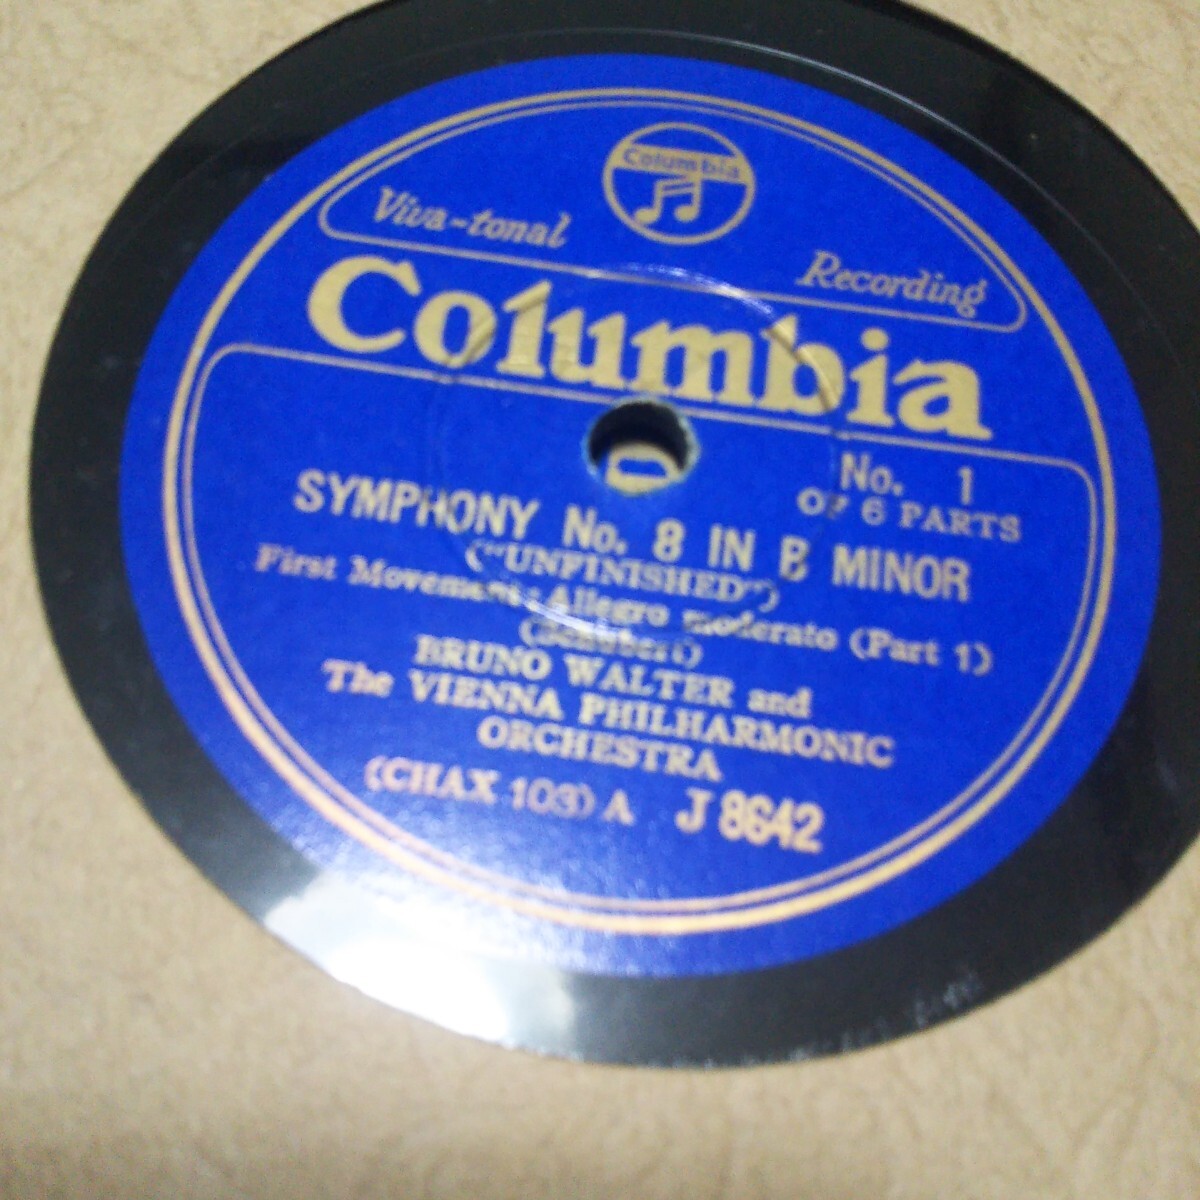 Columbia
Viva-tonal Recording
Columbia
No. 1
OF 6 PARTS
SYMPHONY No. 8 IN B MINOR
("UNFINISHED")
First Movement: Allegro moderato (Part 1)
(Schubert)
BRUNO WALTER and
The VIENNA PHILHARMONIC
ORCHESTRA
(CHAX 103) A J 8642